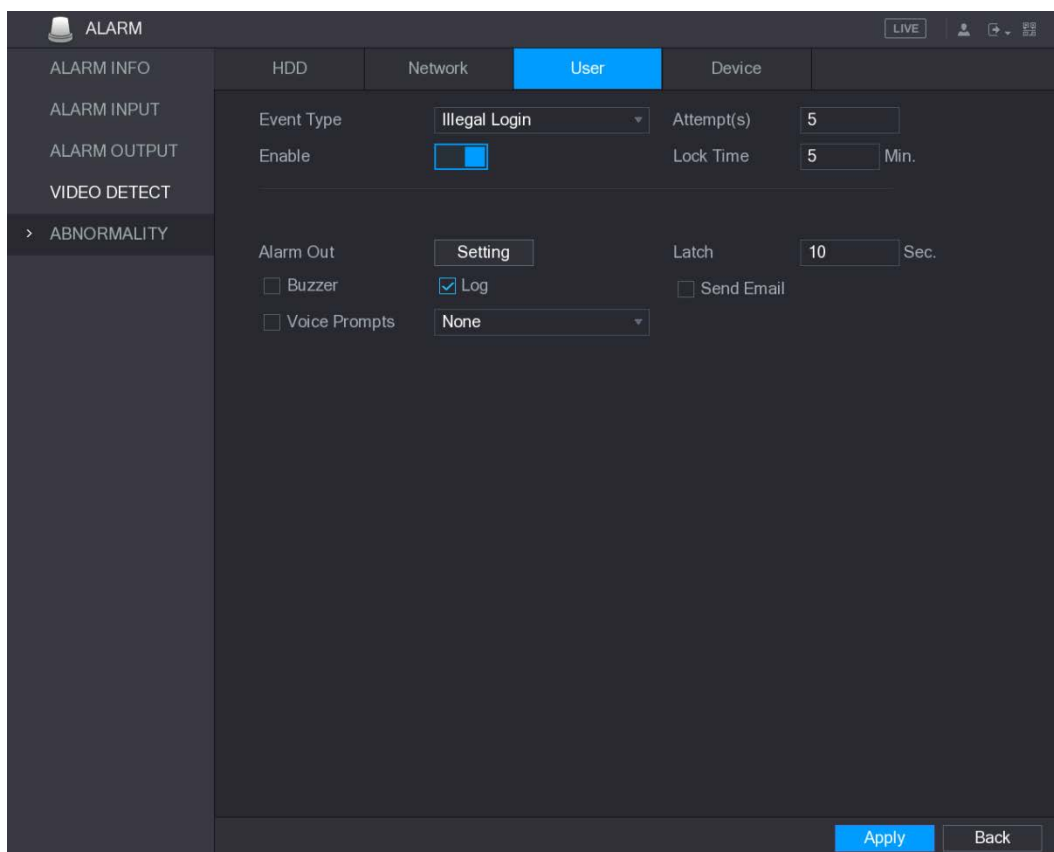 ALARM
LIVE
ALARM INFO
ALARM INPUT
ALARM OUTPUT
VIDEO DETECT
> ABNORMALITY
HDD Network User Device
Event Type Illegal Login Attempt(s) 5
Enable Lock Time 5 Min.
Alarm Out Setting Latch 10 Sec.
Buzzer Log Send Email
Voice Prompts None
Apply Back